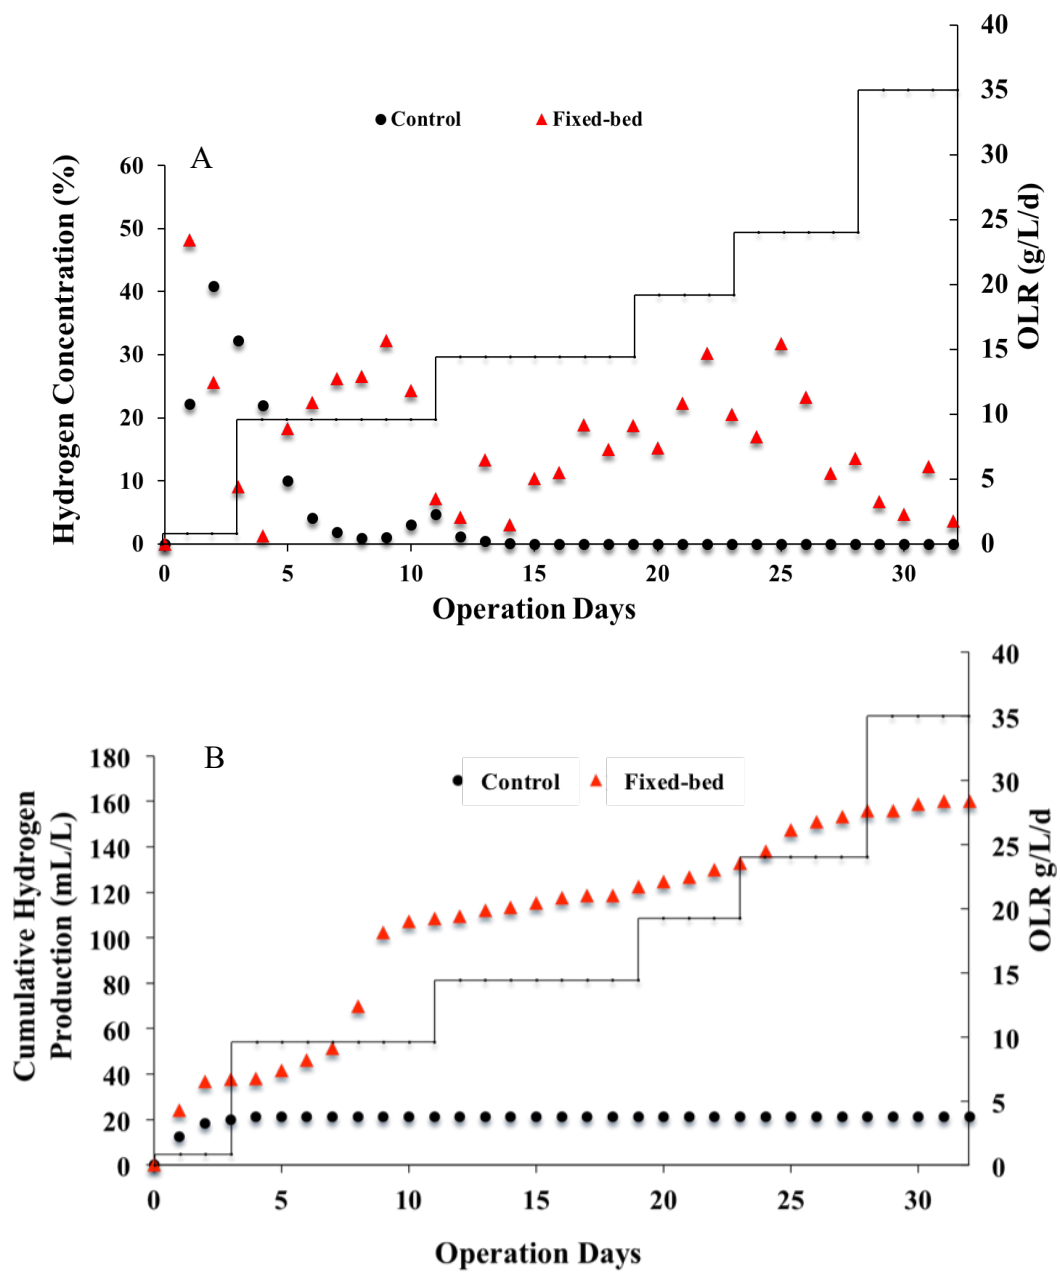 40
35
Control Fixed-bed
A
60 30
50 25
40 20
30 15
20 10
10 5
0 0
0 5 10 15 20 25 30
Hydrogen Concentration (%)
OLR (g/L/d)
Operation Days
40
35
B
180
Control Fixed-bed
160 30
140 25
120
100 20
80 15
60 10
40
20 5
0 0
0 5 10 15 20 25 30
Cumulative Hydrogen
Production (mL/L)
OLR g/L/d
Operation Days